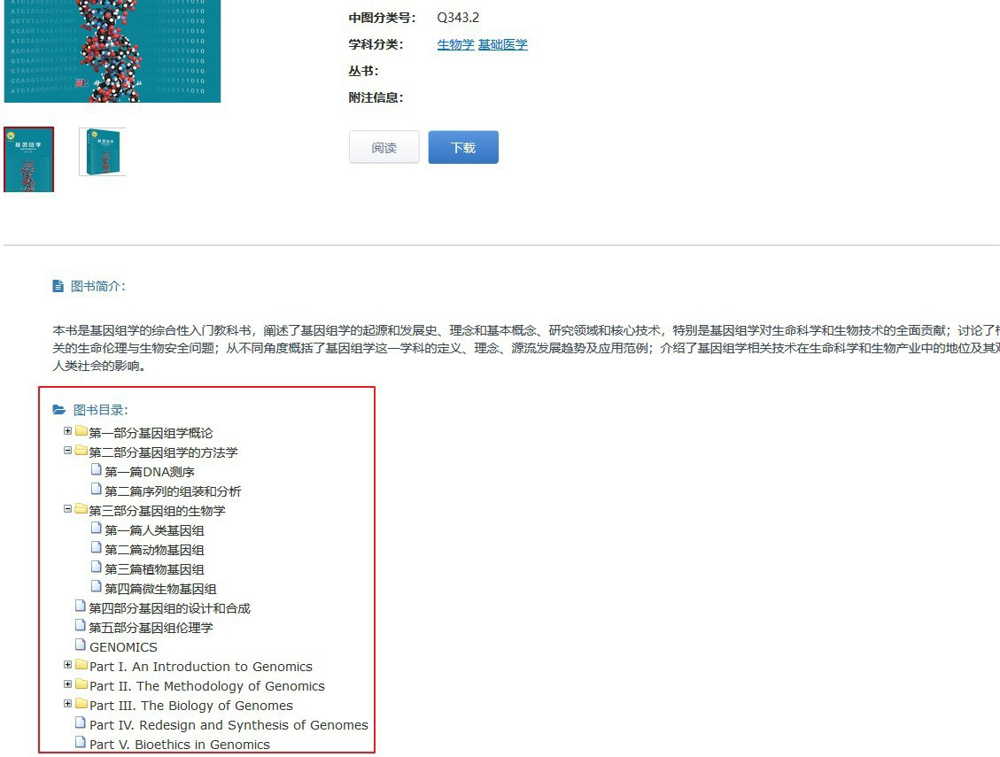 中图分类号： Q343.2
学科分类： 生物学 基础医学
丛书：
附注信息：
基因组学
基因组学
阅读 下载
图书简介：
本书是基因组学的综合性入门教科书，阐述了基因组学的起源和发展史、理念和基本概念、研究领域和核心技术，特别是基因组学对生命科学和生物技术的全面贡献；讨论了
关的生命伦理与生物安全问题；从不同角度概括了基因组学这一学科的定义、理念、源流发展趋势及应用范例；介绍了基因组学相关技术在生命科学和生物产业中的地位及其
人类社会的影响。
图书目录：
第一部分基因组学概论
第二部分基因组学的方法学
第一篇DNA测序
第二篇序列的组装和分析
第三部分基因组的生物学
第一篇人类基因组
第二篇动物基因组
第三篇植物基因组
第四篇微生物基因组
第四部分基因组的设计和合成
第五部分基因组伦理学
GENOMICS
Part I. An Introduction to Genomics
Part II. The Methodology of Genomics
Part III. The Biology of Genomes
Part IV. Redesign and Synthesis of Genomes
Part V. Bioethics in Genomics